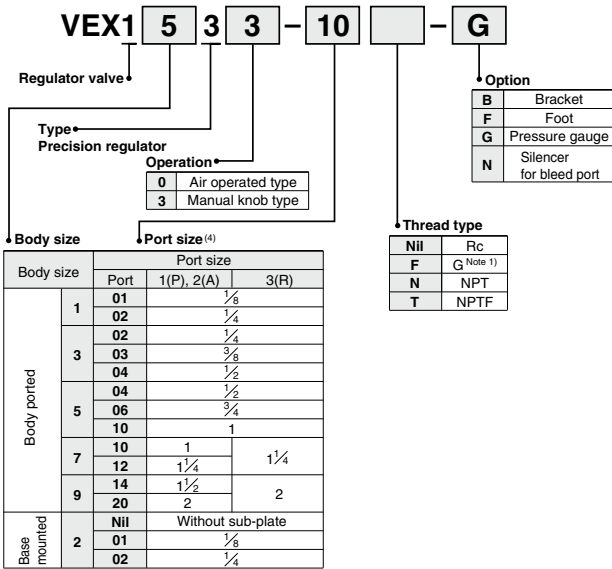 VEX1 5 3 3 – 10 – G
Regulator valve
Type
Precision regulator
Operation
0 Air operated type
3 Manual knob type
Option
B Bracket
F Foot
G Pressure gauge
N Silencer
for bleed port
Thread type
Nil Rc
F G Note 1)
N NPT
T NPTF
Body size
Port size (4)
Body size Port size
Port 1(P), 2(A) 3(R)
Body ported
1 01 1/8
02 1/4
3 02 1/4
03 3/8
04 1/2
5 04 1/2
06 3/4
10 1
7 10 1 1 1/4
12 1 1/4
9 14 1 1/2 2
20 2
Base mounted
2 Nil Without sub-plate
01 1/8
02 1/4